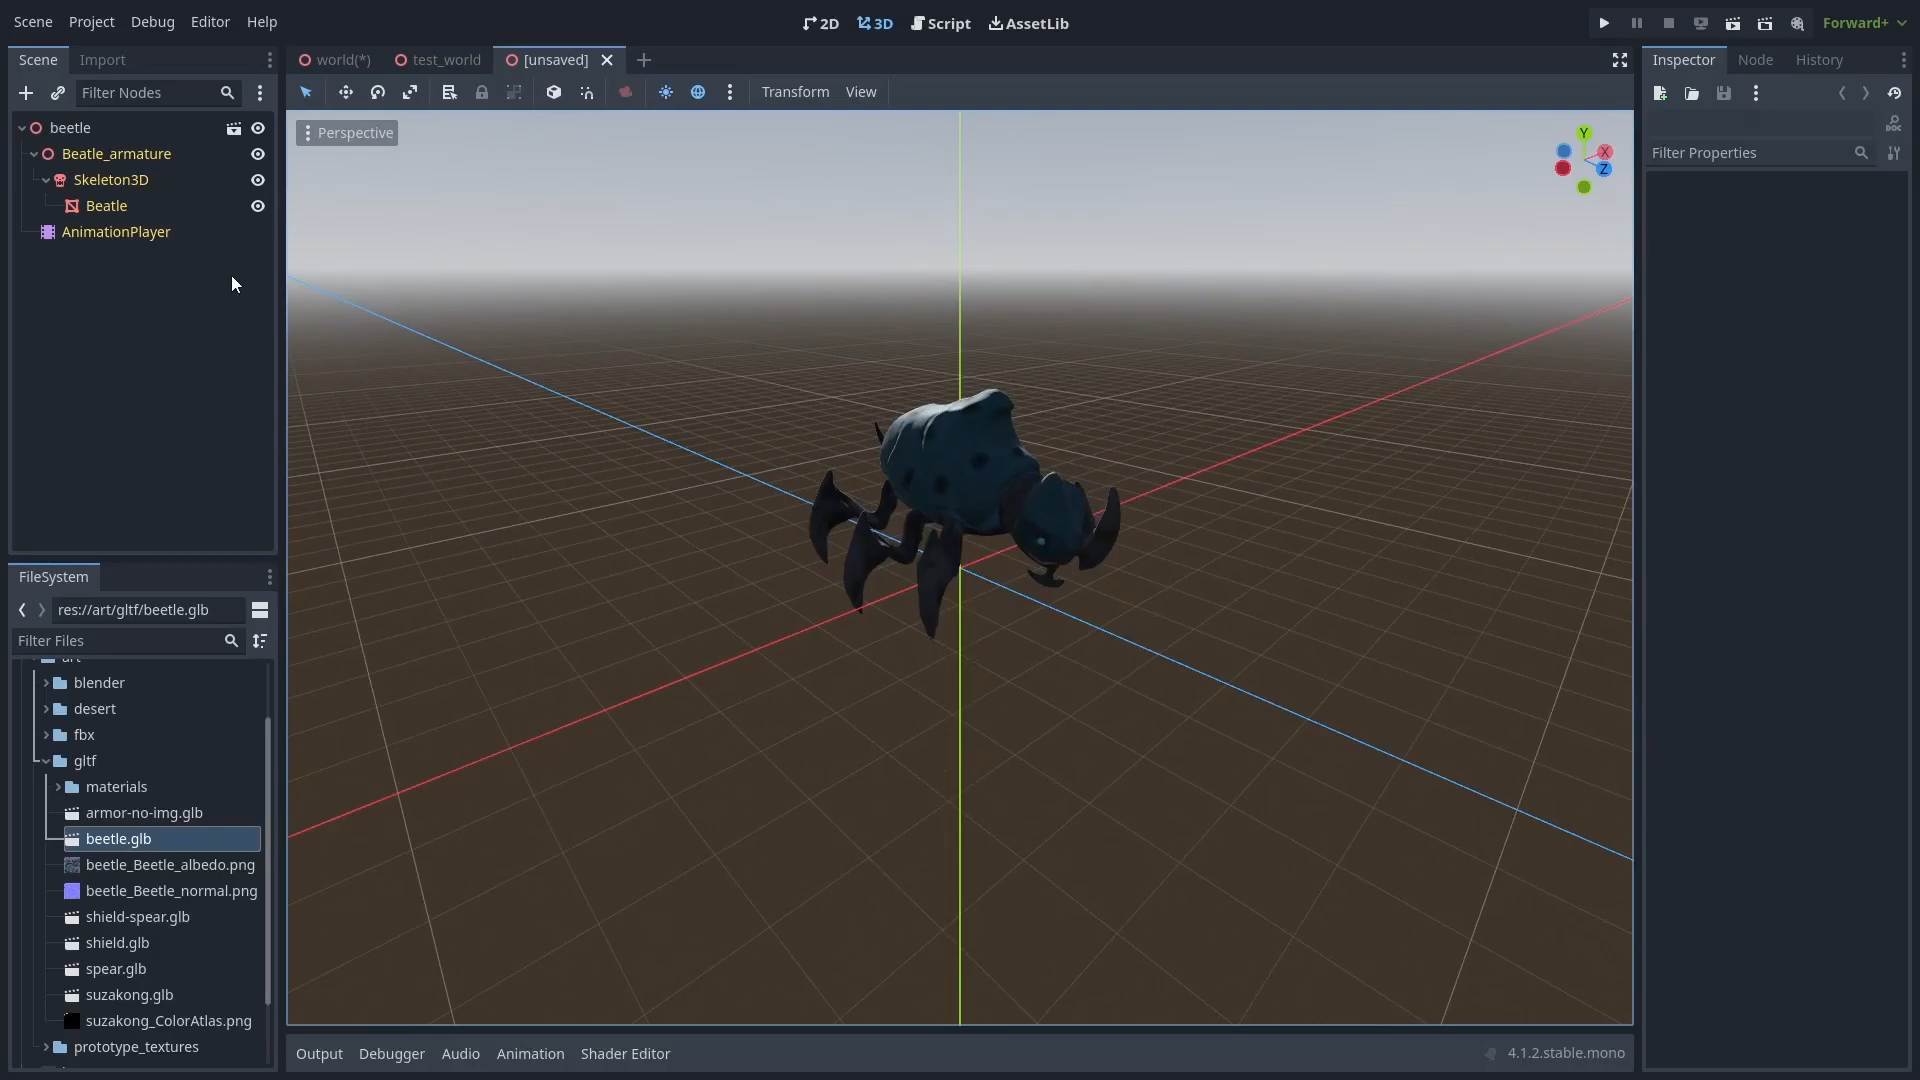 Scene Project Debug Editor Help
2D 3D Script AssetLib
Forward+
Scene Import
Filter Nodes
beetle
Beatle_armature
Skeleton3D
Beatle
AnimationPlayer
FileSystem
res://art/gltf/beetle.glb
Filter Files
art
blender
desert
fbx
gltf
materials
armor-no-img.glb
beetle.glb
beetle_Beetle_albedo.png
beetle_Beetle_normal.png
shield-spear.glb
shield.glb
spear.glb
suzakong.glb
suzakong_ColorAtlas.png
prototype_textures
world(*) test_world [unsaved]
Transform View
Perspective
Y
X
Z
Output Debugger Audio Animation Shader Editor
4.1.2.stable.mono
Inspector Node History
DOC
Filter Properties